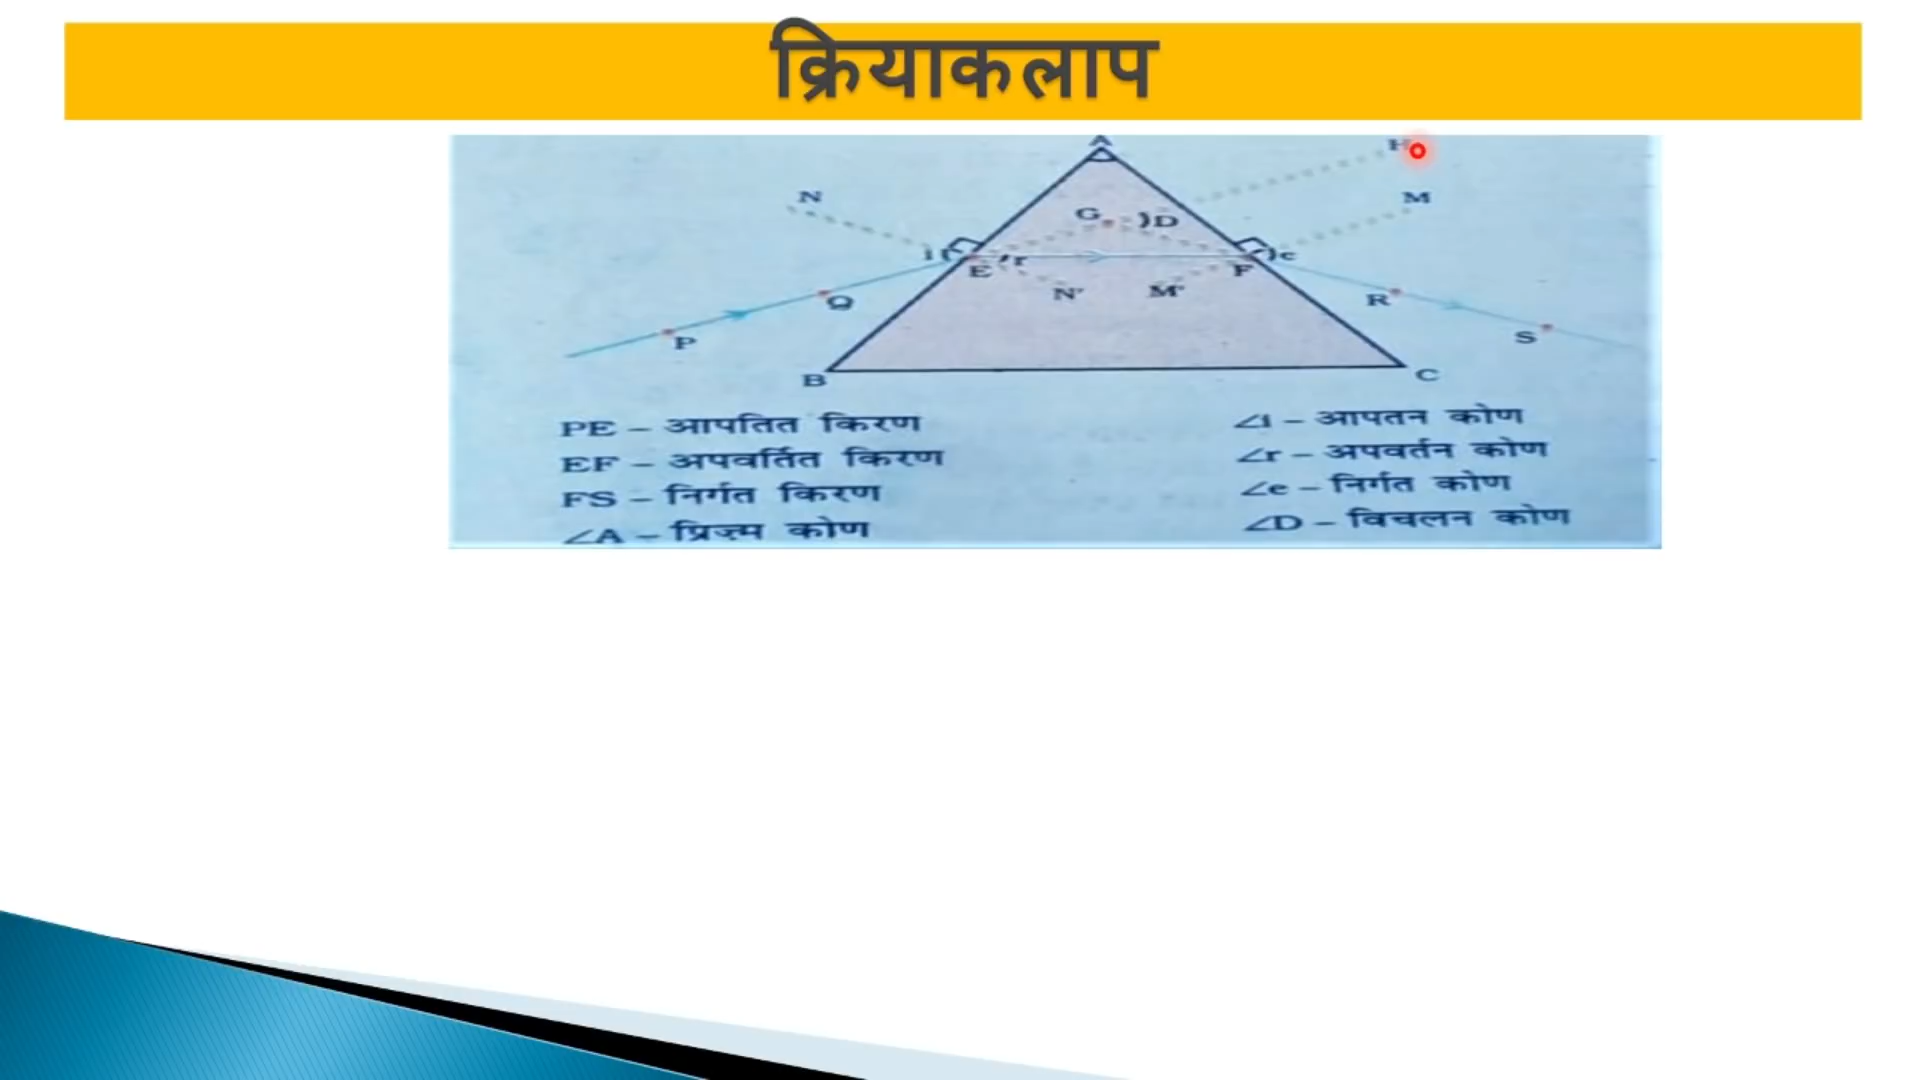 क्रियाकलाप
A
H
N
M
G
D
i
E
r
F
e
N'
M'
Q
R
P
S
B
C
PE – आपतित किरण
EF – अपवर्तित किरण
FS – निर्गत किरण
∠A – प्रिज़्म कोण
∠i – आपतन कोण
∠r – अपवर्तन कोण
∠e – निर्गत कोण
∠D – विचलन कोण